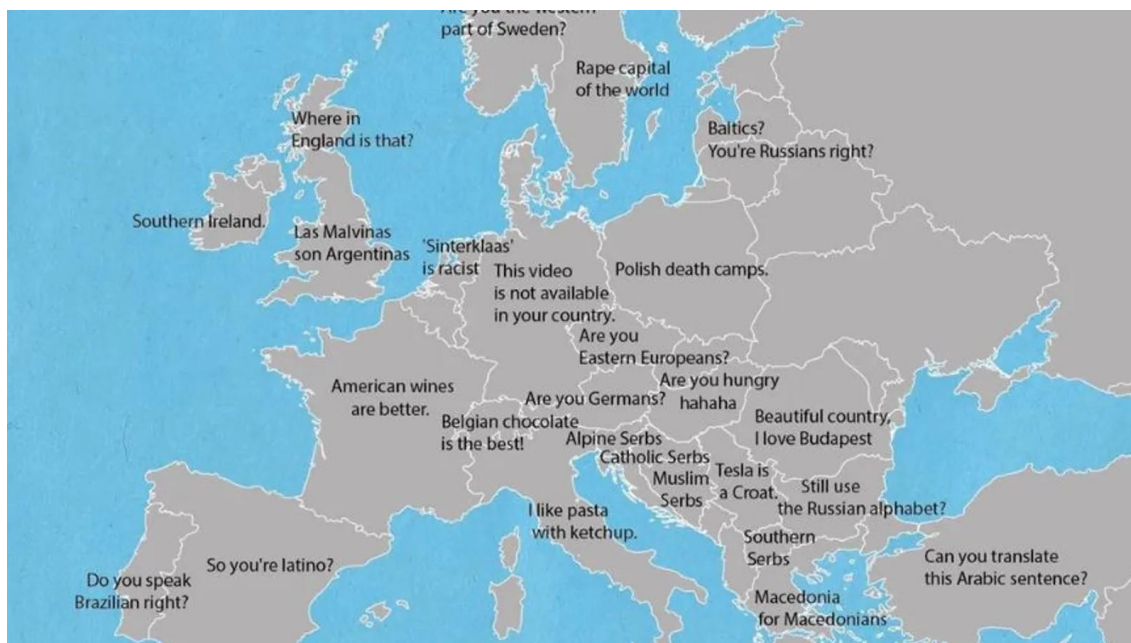 Are you the western
part of Sweden?
Rape capital
of the world
Where in
England is that?
Baltics?
You're Russians right?
Southern Ireland.
Las Malvinas
son Argentinas
'Sinterklaas'
is racist
This video
is not available
in your country.
Polish death camps.
Are you
Eastern Europeans?
American wines
are better.
Are you Germans?
Are you hungry
hahaha
Belgian chocolate
is the best!
Beautiful country,
I love Budapest
Alpine Serbs
Catholic Serbs
Muslim
Serbs
Tesla is
a Croat.
Still use
the Russian alphabet?
I like pasta
with ketchup.
Southern
Serbs
So you're latino?
Do you speak
Brazilian right?
Can you translate
this Arabic sentence?
Macedonia
for Macedonians